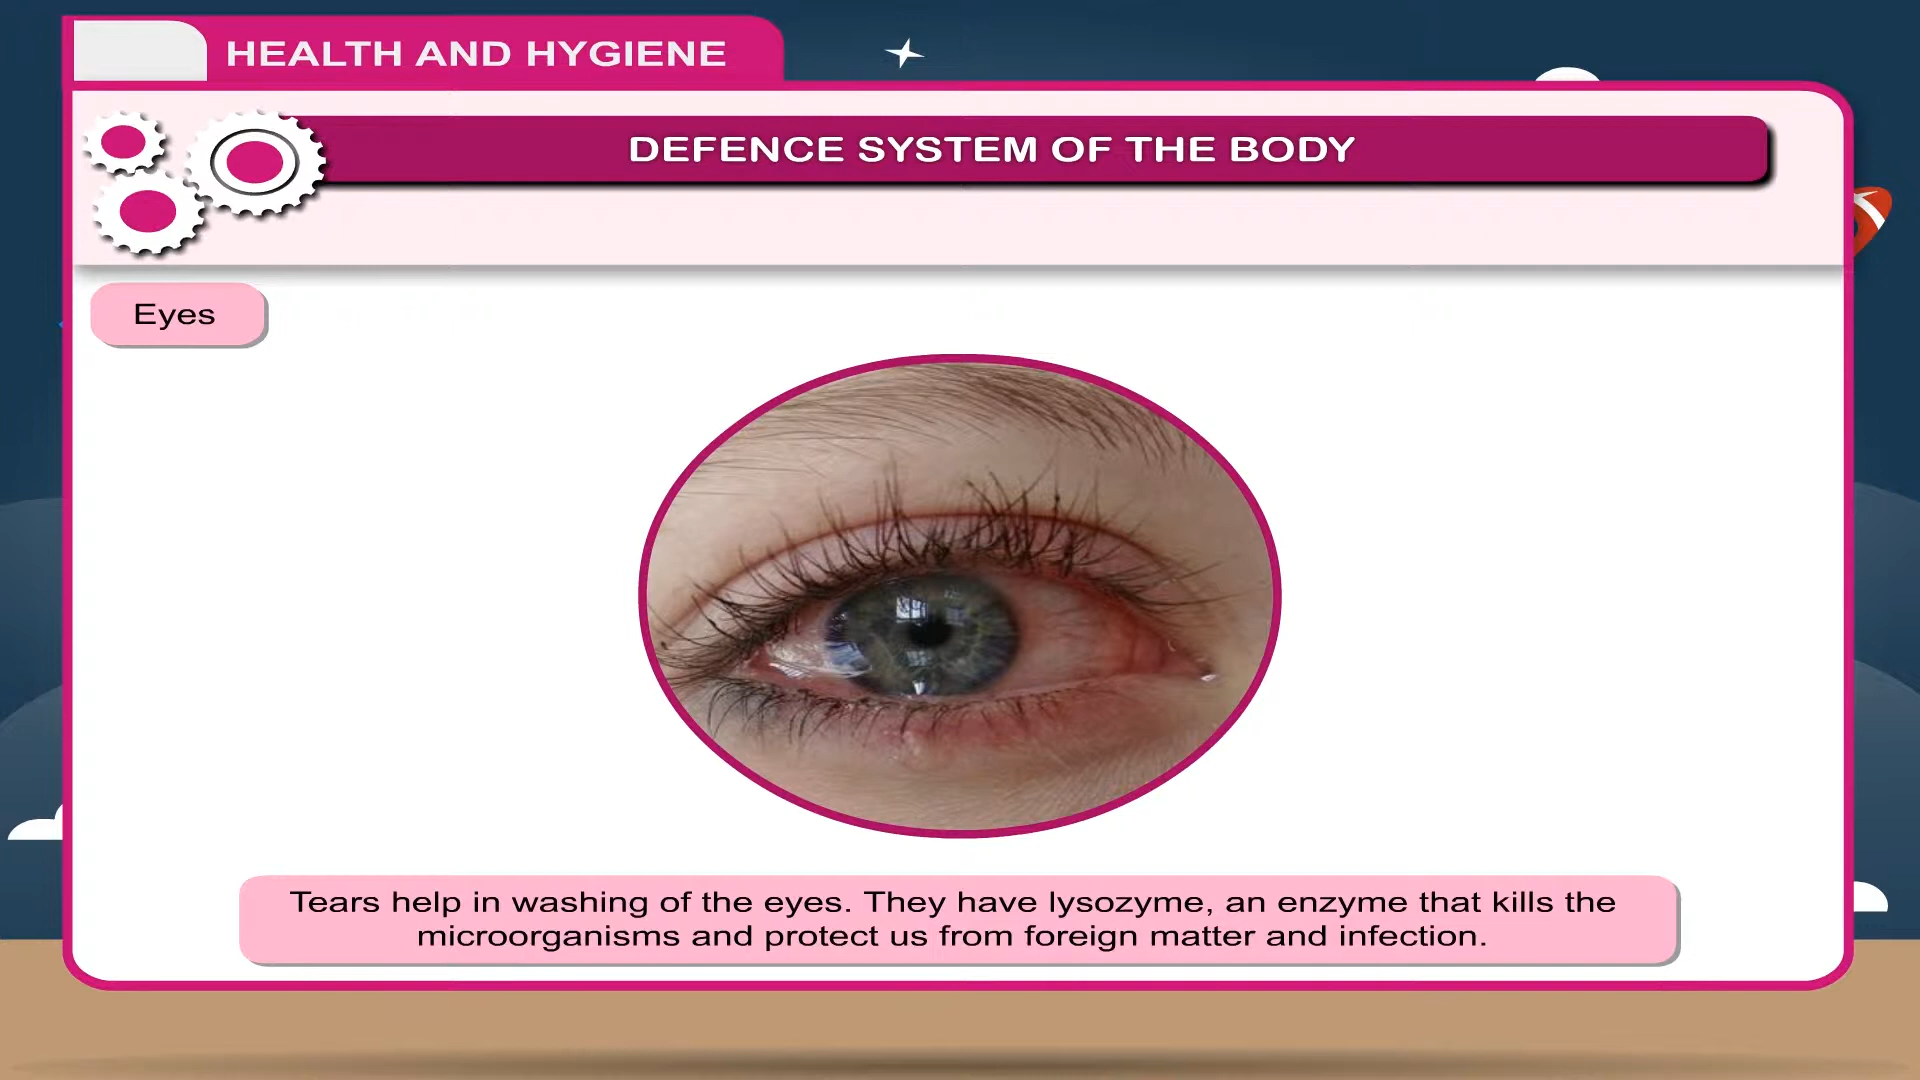 HEALTH AND HYGIENE
DEFENCE SYSTEM OF THE BODY
Eyes
Tears help in washing of the eyes. They have lysozyme, an enzyme that kills the
microorganisms and protect us from foreign matter and infection.